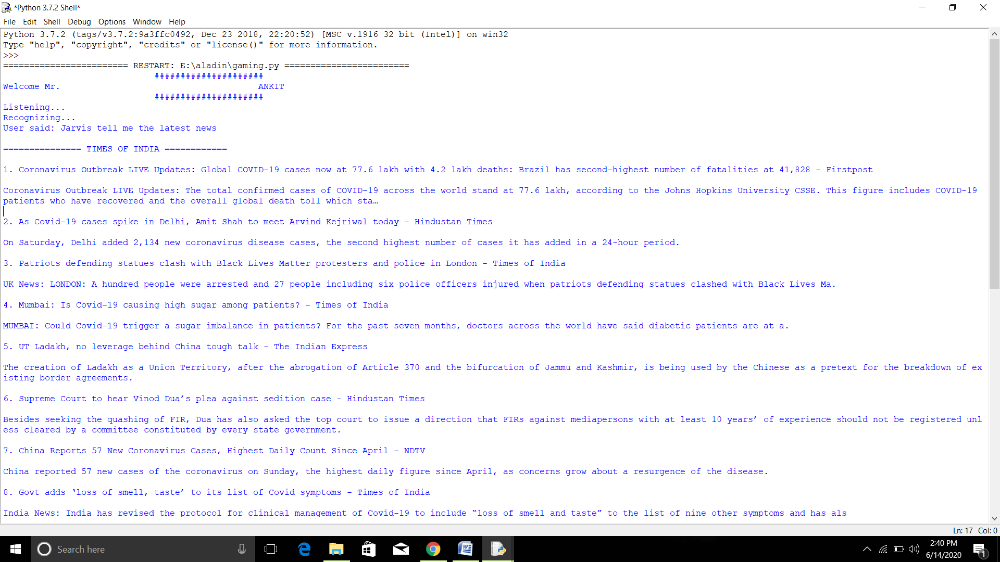 *Python 3.7.2 Shell*
File Edit Shell Debug Options Window Help
Python 3.7.2 (tags/v3.7.2:9a3ffc0492, Dec 23 2018, 22:20:52) [MSC v.1916 32 bit (Intel)] on win32
Type "help", "copyright", "credits" or "license()" for more information.
>>>
======================== RESTART: E:\aladin\gaming.py ========================
#####################
Welcome Mr. ANKIT
#####################
Listening...
Recognizing...
User said: Jarvis tell me the latest news
=============== TIMES OF INDIA ============
1. Coronavirus Outbreak LIVE Updates: Global COVID-19 cases now at 77.6 lakh with 4.2 lakh deaths: Brazil has second-highest number of fatalities at 41,828 - Firstpost
Coronavirus Outbreak LIVE Updates: The total confirmed cases of COVID-19 across the world stand at 77.6 lakh, according to the Johns Hopkins University CSSE. This figure includes COVID-19
patients who have recovered and the overall global death toll which sta…
2. As Covid-19 cases spike in Delhi, Amit Shah to meet Arvind Kejriwal today - Hindustan Times
On Saturday, Delhi added 2,134 new coronavirus disease cases, the second highest number of cases it has added in a 24-hour period.
3. Patriots defending statues clash with Black Lives Matter protesters and police in London - Times of India
UK News: LONDON: A hundred people were arrested and 27 people including six police officers injured when patriots defending statues clashed with Black Lives Ma.
4. Mumbai: Is Covid-19 causing high sugar among patients? - Times of India
MUMBAI: Could Covid-19 trigger a sugar imbalance in patients? For the past seven months, doctors across the world have said diabetic patients are at a.
5. UT Ladakh, no leverage behind China tough talk - The Indian Express
The creation of Ladakh as a Union Territory, after the abrogation of Article 370 and the bifurcation of Jammu and Kashmir, is being used by the Chinese as a pretext for the breakdown of ex
isting border agreements.
6. Supreme Court to hear Vinod Dua’s plea against sedition case - Hindustan Times
Besides seeking the quashing of FIR, Dua has also asked the top court to issue a direction that FIRs against mediapersons with at least 10 years’ of experience should not be registered unl
ess cleared by a committee constituted by every state government.
7. China Reports 57 New Coronavirus Cases, Highest Daily Count Since April - NDTV
China reported 57 new cases of the coronavirus on Sunday, the highest daily figure since April, as concerns grow about a resurgence of the disease.
8. Govt adds ‘loss of smell, taste’ to its list of Covid symptoms - Times of India
India News: India has revised the protocol for clinical management of Covid-19 to include “loss of smell and taste” to the list of nine other symptoms and has als
Ln: 17 Col: 0
Search here
2:40 PM
6/14/2020
1